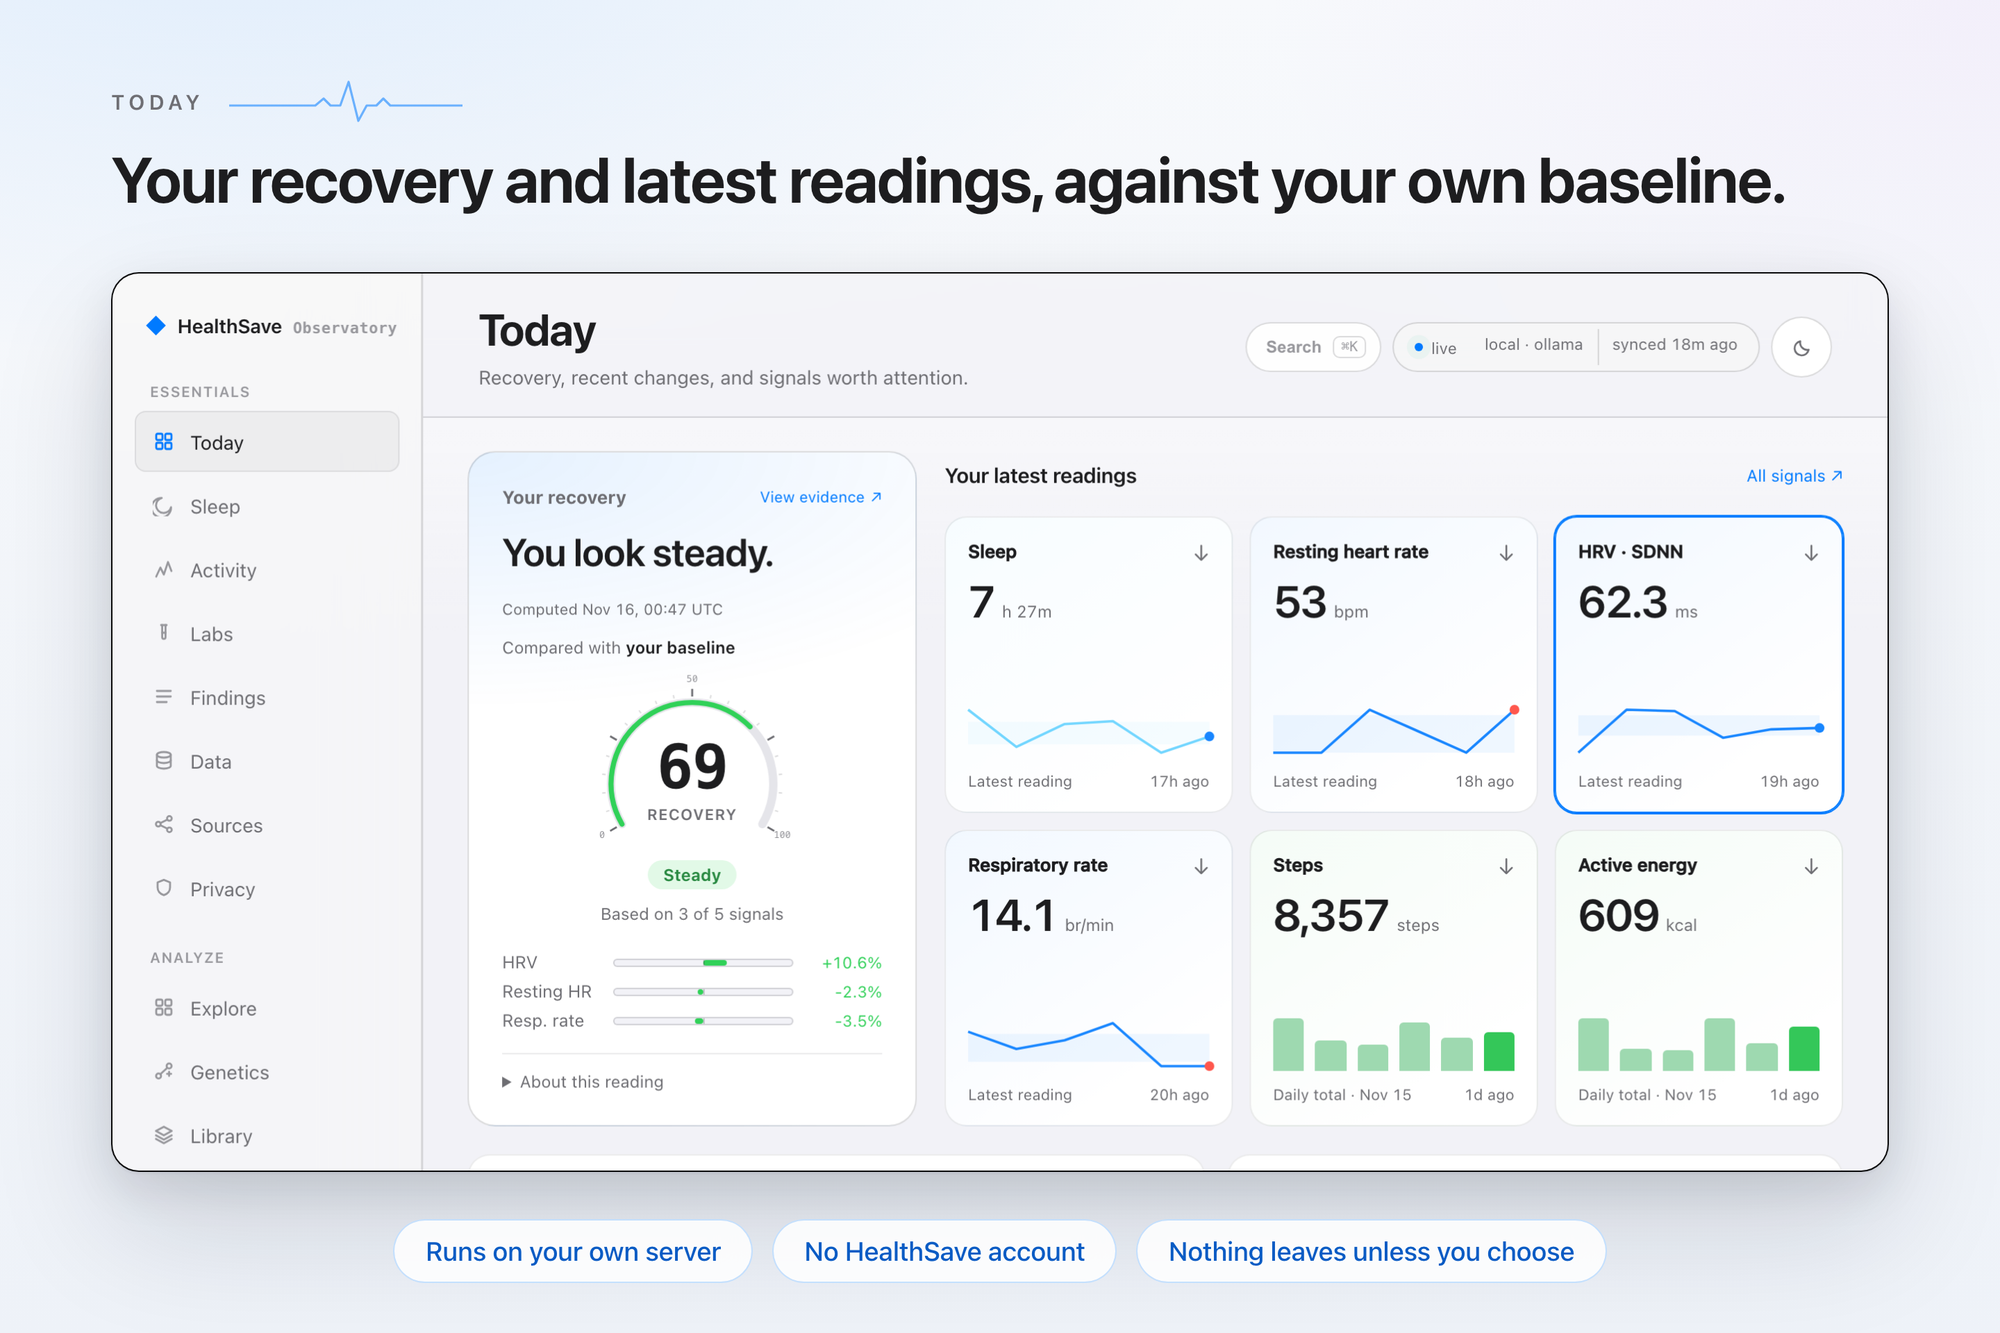 TODAY
Your recovery and latest readings, against your own baseline.
HealthSave Observatory
ESSENTIALS
Today
Sleep
Activity
Labs
Findings
Data
Sources
Privacy
ANALYZE
Explore
Genetics
Library
Today
Recovery, recent changes, and signals worth attention.
Search ⌘K
live local · ollama synced 18m ago
Your recovery View evidence ↗
You look steady.
Computed Nov 16, 00:47 UTC
Compared with your baseline
50
69
RECOVERY
0 100
Steady
Based on 3 of 5 signals
HRV +10.6%
Resting HR -2.3%
Resp. rate -3.5%
▶ About this reading
Your latest readings All signals ↗
Sleep ↓
7 h 27m
Latest reading 17h ago
Resting heart rate ↓
53 bpm
Latest reading 18h ago
HRV · SDNN ↓
62.3 ms
Latest reading 19h ago
Respiratory rate ↓
14.1 br/min
Latest reading 20h ago
Steps ↓
8,357 steps
Daily total · Nov 15 1d ago
Active energy ↓
609 kcal
Daily total · Nov 15 1d ago
Runs on your own server
No HealthSave account
Nothing leaves unless you choose